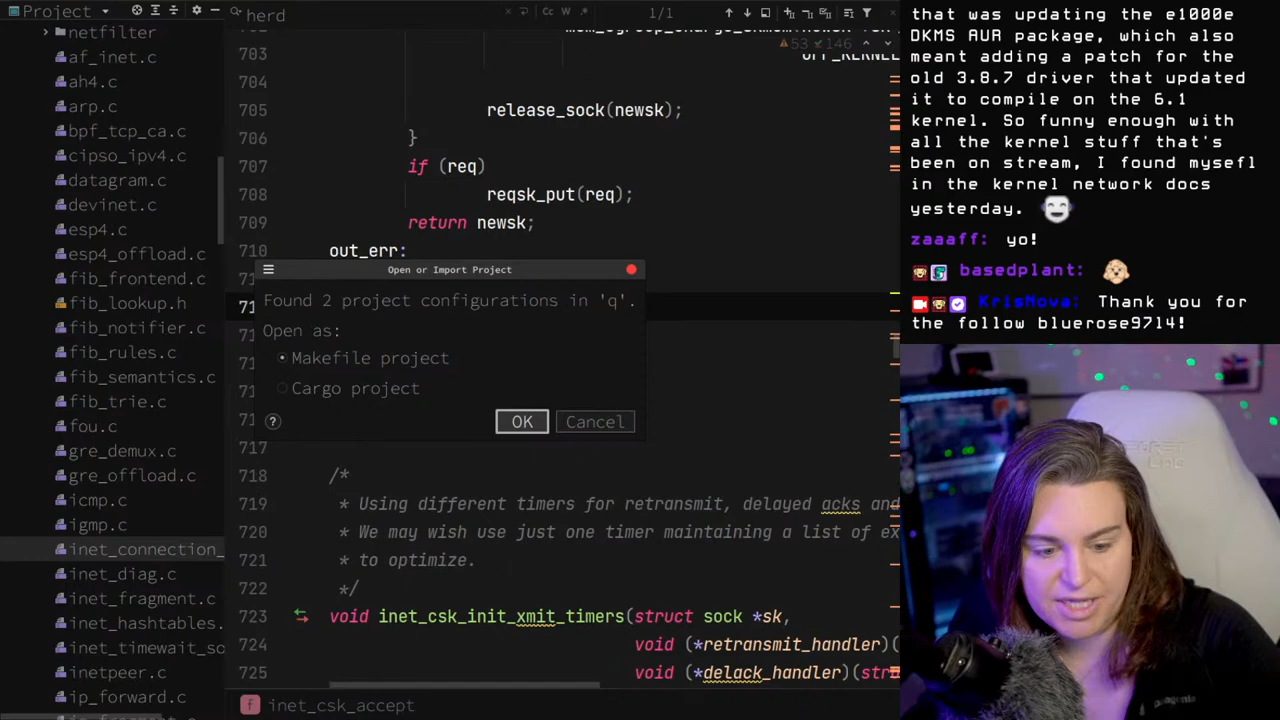 Project
herd
Cc W .*
1/1
53 146
netfilter
af_inet.c
ah4.c
arp.c
bpf_tcp_ca.c
cipso_ipv4.c
datagram.c
devinet.c
esp4.c
esp4_offload.c
fib_frontend.c
fib_lookup.h
fib_notifier.c
fib_rules.c
fib_semantics.c
fib_trie.c
fou.c
gre_demux.c
gre_offload.c
icmp.c
igmp.c
inet_connection_
inet_diag.c
inet_fragment.c
inet_hashtables.
inet_timewait_so
inetpeer.c
ip_forward.c
703
704
705 release_sock(newsk);
706 }
707 if (req)
708 reqsk_put(req);
709 return newsk;
710 out_err:
Open or Import Project
Found 2 project configurations in 'q'.
Open as:
Makefile project
Cargo project
? OK Cancel
717
718 /*
719 * Using different timers for retransmit, delayed acks and
720 * We may wish use just one timer maintaining a list of ex
721 * to optimize.
722 */
723 void inet_csk_init_xmit_timers(struct sock *sk,
724 void (*retransmit_handler)(
725 void (*delack_handler)(stru
f inet_csk_accept
that was updating the e1000e
DKMS AUR package, which also
meant adding a patch for the
old 3.8.7 driver that updated
it to compile on the 6.1
kernel. So funny enough with
all the kernel stuff that's
been on stream, I found mysefl
in the kernel network docs
yesterday.
zaaaff: yo!
basedplant:
KrisNova: Thank you for
the follow bluerose9714!
patagonia